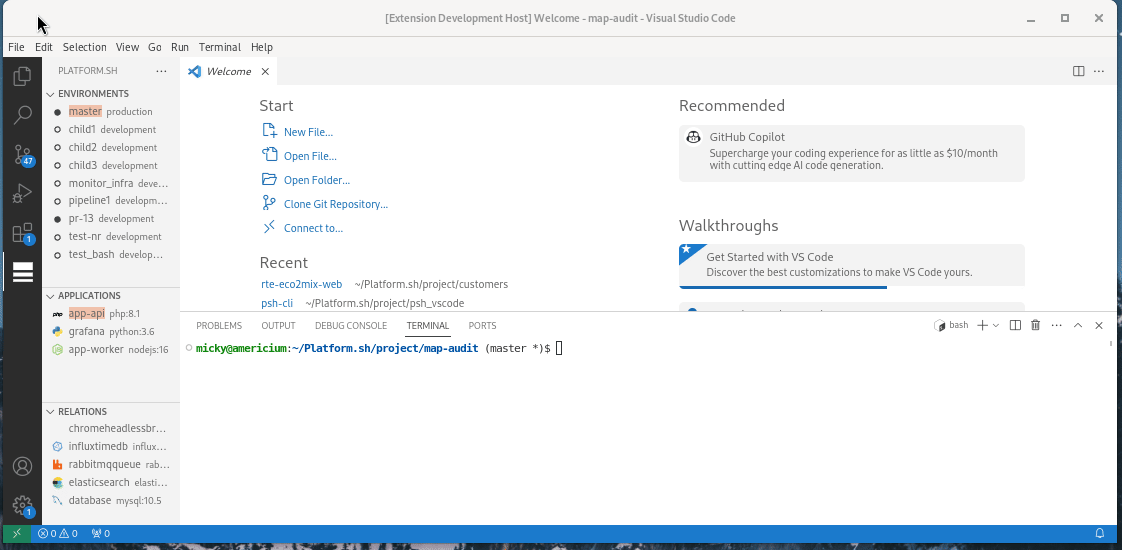 [Extension Development Host] Welcome - map-audit - Visual Studio Code
File Edit Selection View Go Run Terminal Help
PLATFORM.SH
Welcome
ENVIRONMENTS
master production
child1 development
child2 development
child3 development
monitor_infra deve...
pipeline1 developm...
pr-13 development
test-nr development
test_bash develop...
47
1
APPLICATIONS
app-api php:8.1
grafana python:3.6
app-worker nodejs:16
RELATIONS
chromeheadlessbr...
influxtimedb influx...
rabbitmqqueue rab...
elasticsearch elasti...
database mysql:10.5
1
Start
New File...
Open File...
Open Folder...
Clone Git Repository...
Connect to...
Recent
rte-eco2mix-web ~/Platform.sh/project/customers
psh-cli ~/Platform.sh/project/psh_vscode
Recommended
GitHub Copilot
Supercharge your coding experience for as little as $10/month
with cutting edge AI code generation.
Walkthroughs
Get Started with VS Code
Discover the best customizations to make VS Code yours.
PROBLEMS OUTPUT DEBUG CONSOLE TERMINAL PORTS
bash
micky@americium:~/Platform.sh/project/map-audit (master *)$
0 0 0